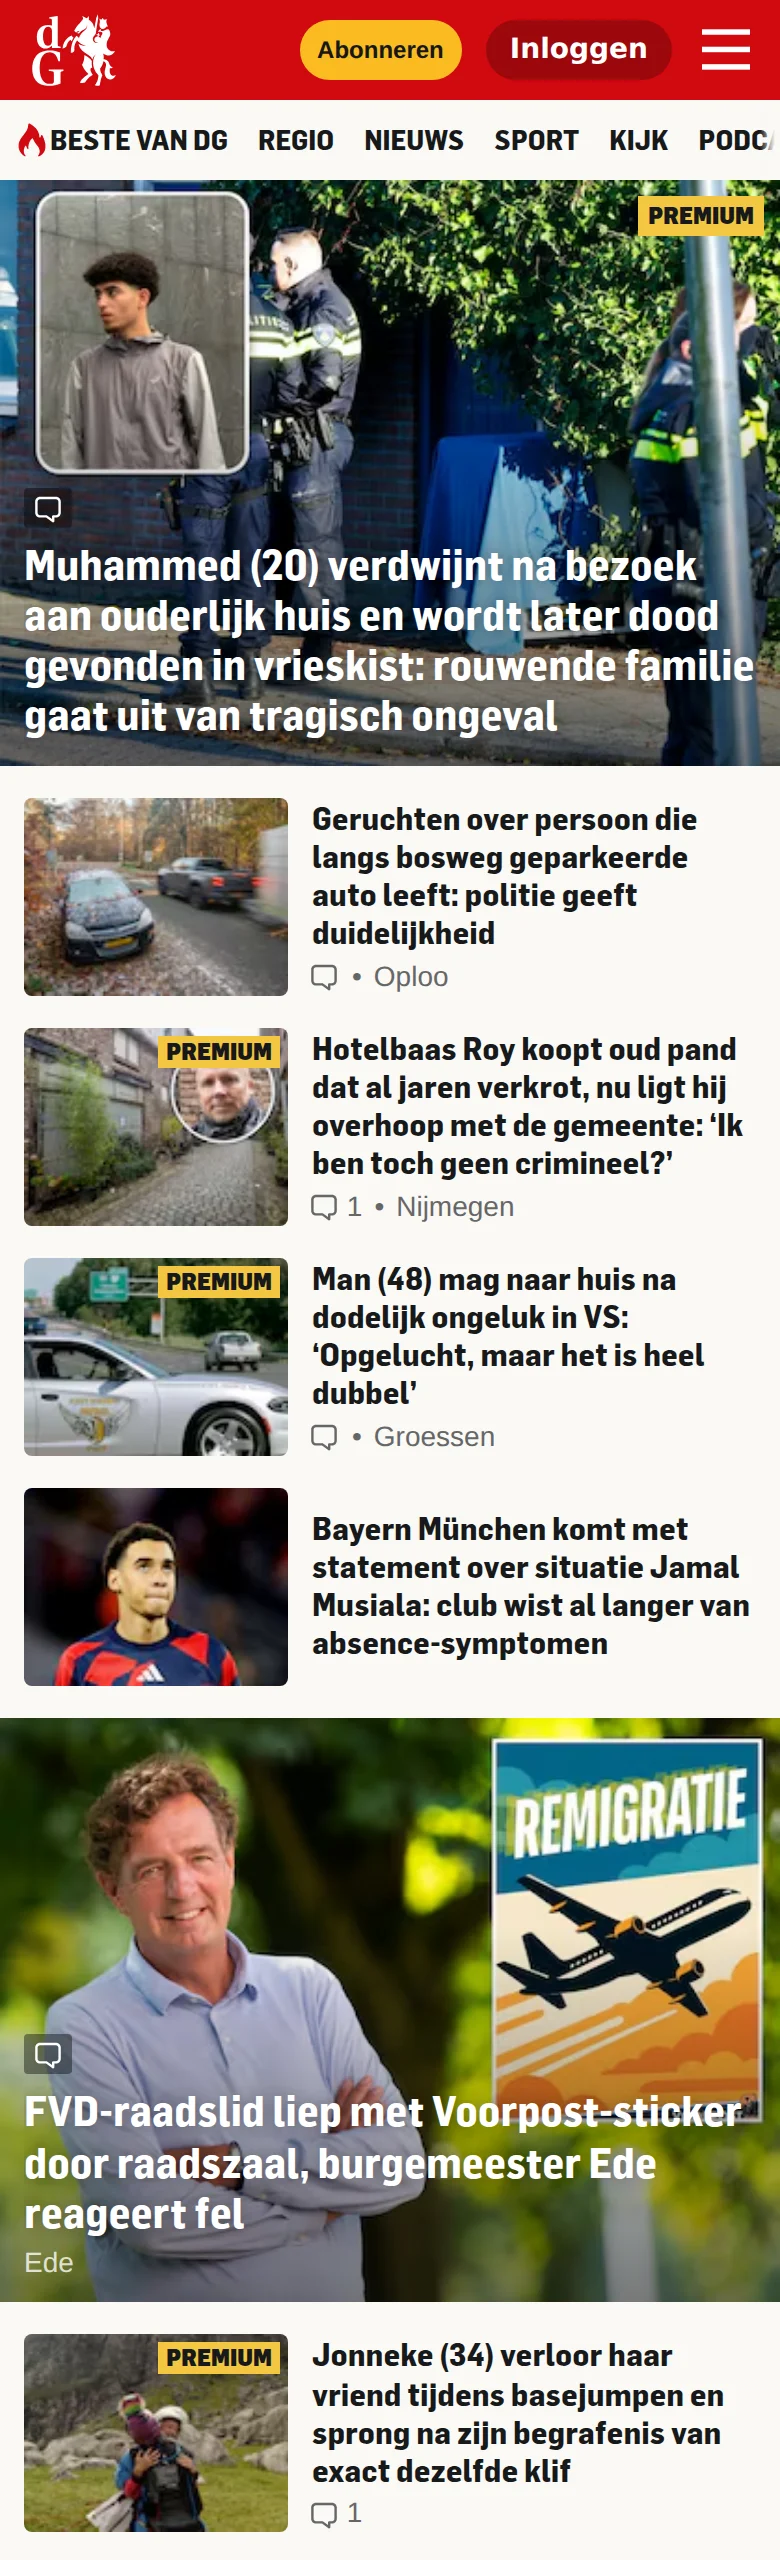 dG
Abonneren
Inloggen
BESTE VAN DG
REGIO
NIEUWS
SPORT
KIJK
PODCA
PREMIUM
Muhammed (20) verdwijnt na bezoek
aan ouderlijk huis en wordt later dood
gevonden in vrieskist: rouwende familie
gaat uit van tragisch ongeval
Geruchten over persoon die
langs bosweg geparkeerde
auto leeft: politie geeft
duidelijkheid
• Oploo
PREMIUM
Hotelbaas Roy koopt oud pand
dat al jaren verkrot, nu ligt hij
overhoop met de gemeente: ‘Ik
ben toch geen crimineel?’
1 • Nijmegen
PREMIUM
Man (48) mag naar huis na
dodelijk ongeluk in VS:
‘Opgelucht, maar het is heel
dubbel’
• Groessen
Bayern München komt met
statement over situatie Jamal
Musiala: club wist al langer van
absence-symptomen
REMIGRATIE
FVD-raadslid liep met Voorpost-sticker
door raadszaal, burgemeester Ede
reageert fel
Ede
PREMIUM
Jonneke (34) verloor haar
vriend tijdens basejumpen en
sprong na zijn begrafenis van
exact dezelfde klif
1